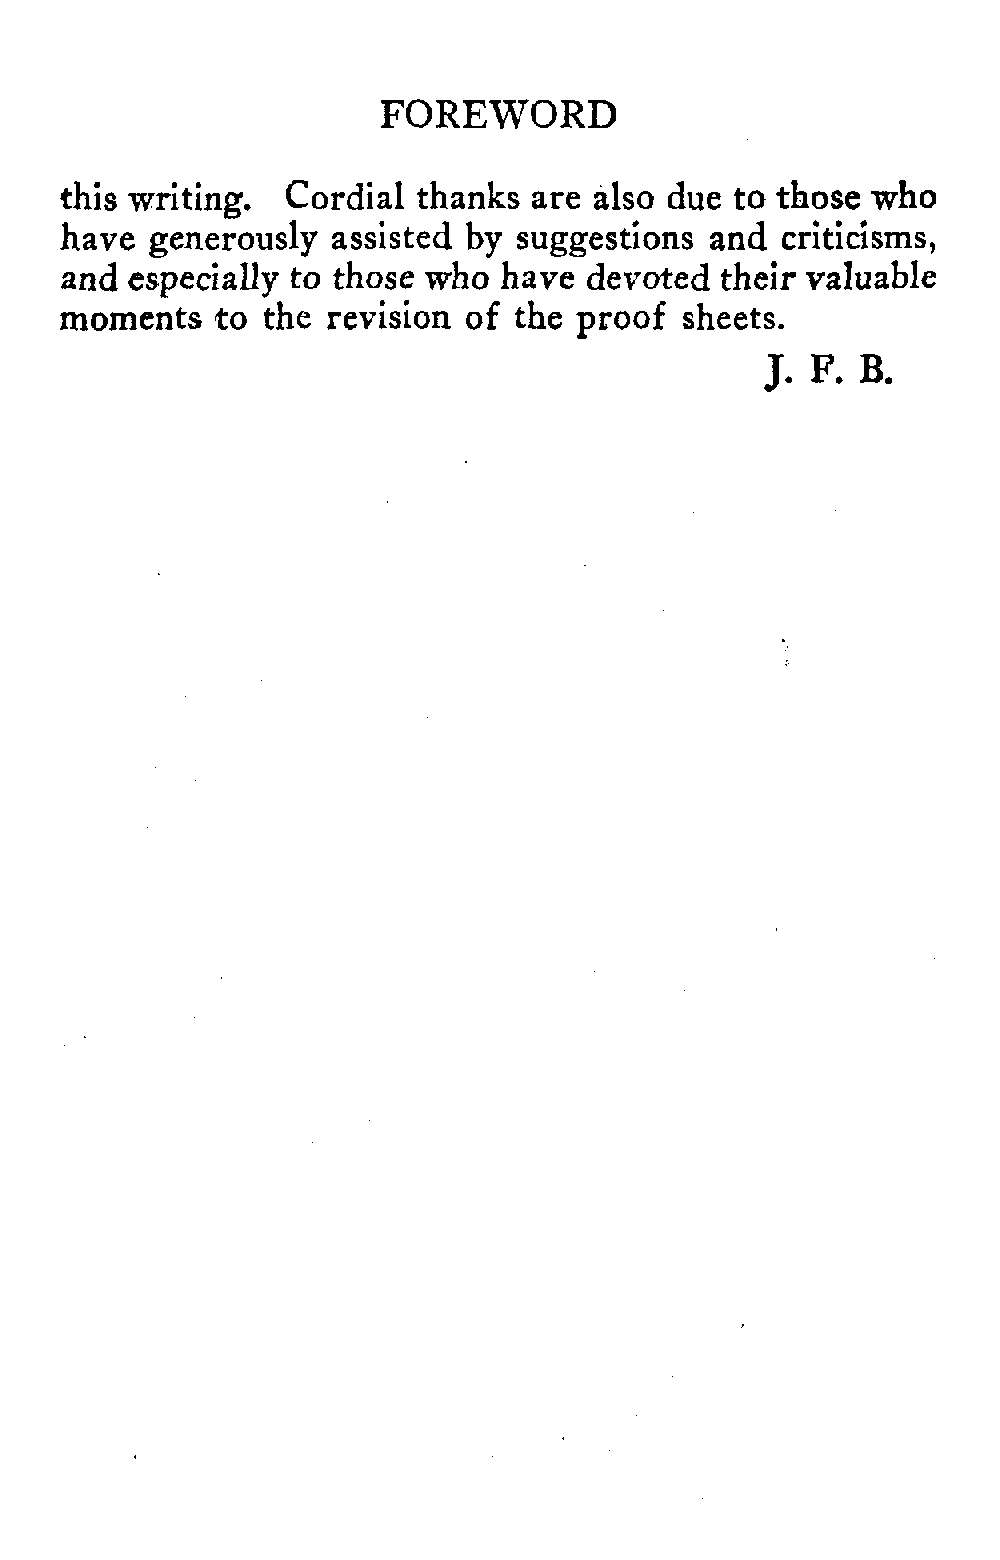 FOREWORD
this writing. Cordial thanks are also due to those who
have generously assisted by suggestions and criticisms,
and especially to those who have devoted their valuable
moments to the revision of the proof sheets.
J. F. B.